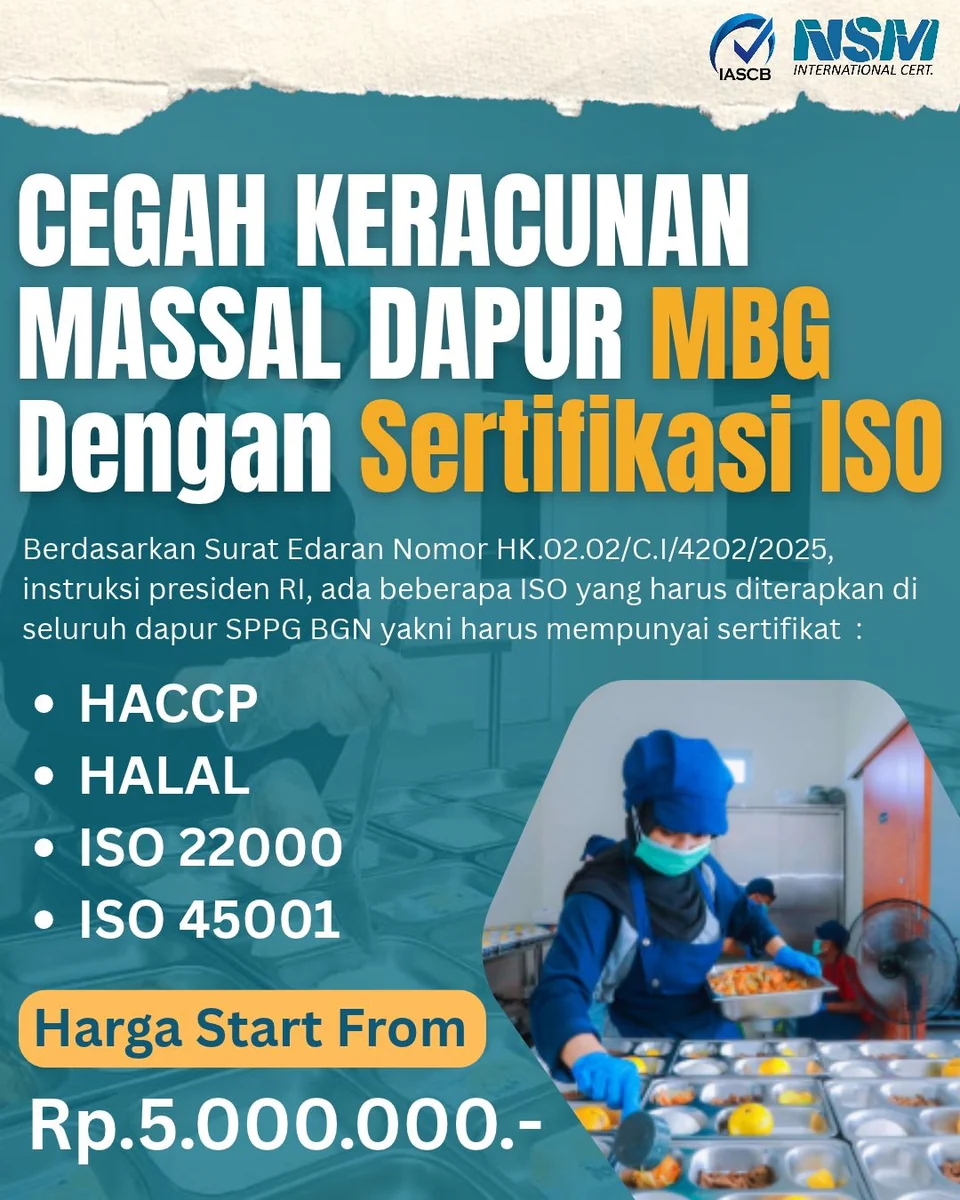 IASCB
NSM
INTERNATIONAL CERT.
CEGAH KERACUNAN
MASSAL DAPUR MBG
Dengan Sertifikasi ISO
Berdasarkan Surat Edaran Nomor HK.02.02/C.I/4202/2025,
instruksi presiden RI, ada beberapa ISO yang harus diterapkan di
seluruh dapur SPPG BGN yakni harus mempunyai sertifikat :
• HACCP
• HALAL
• ISO 22000
• ISO 45001
Harga Start From
Rp.5.000.000.-